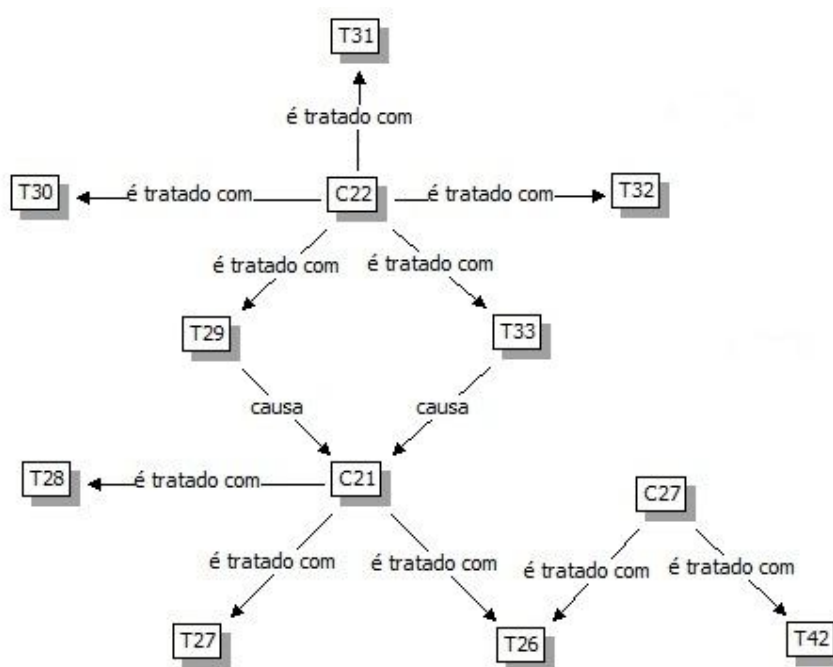 T31
é tratado com
T30
é tratado com
C22
é tratado com
T32
é tratado com
é tratado com
T29
T33
causa
causa
T28
é tratado com
C21
C27
é tratado com
é tratado com
é tratado com
é tratado com
T27
T26
T42